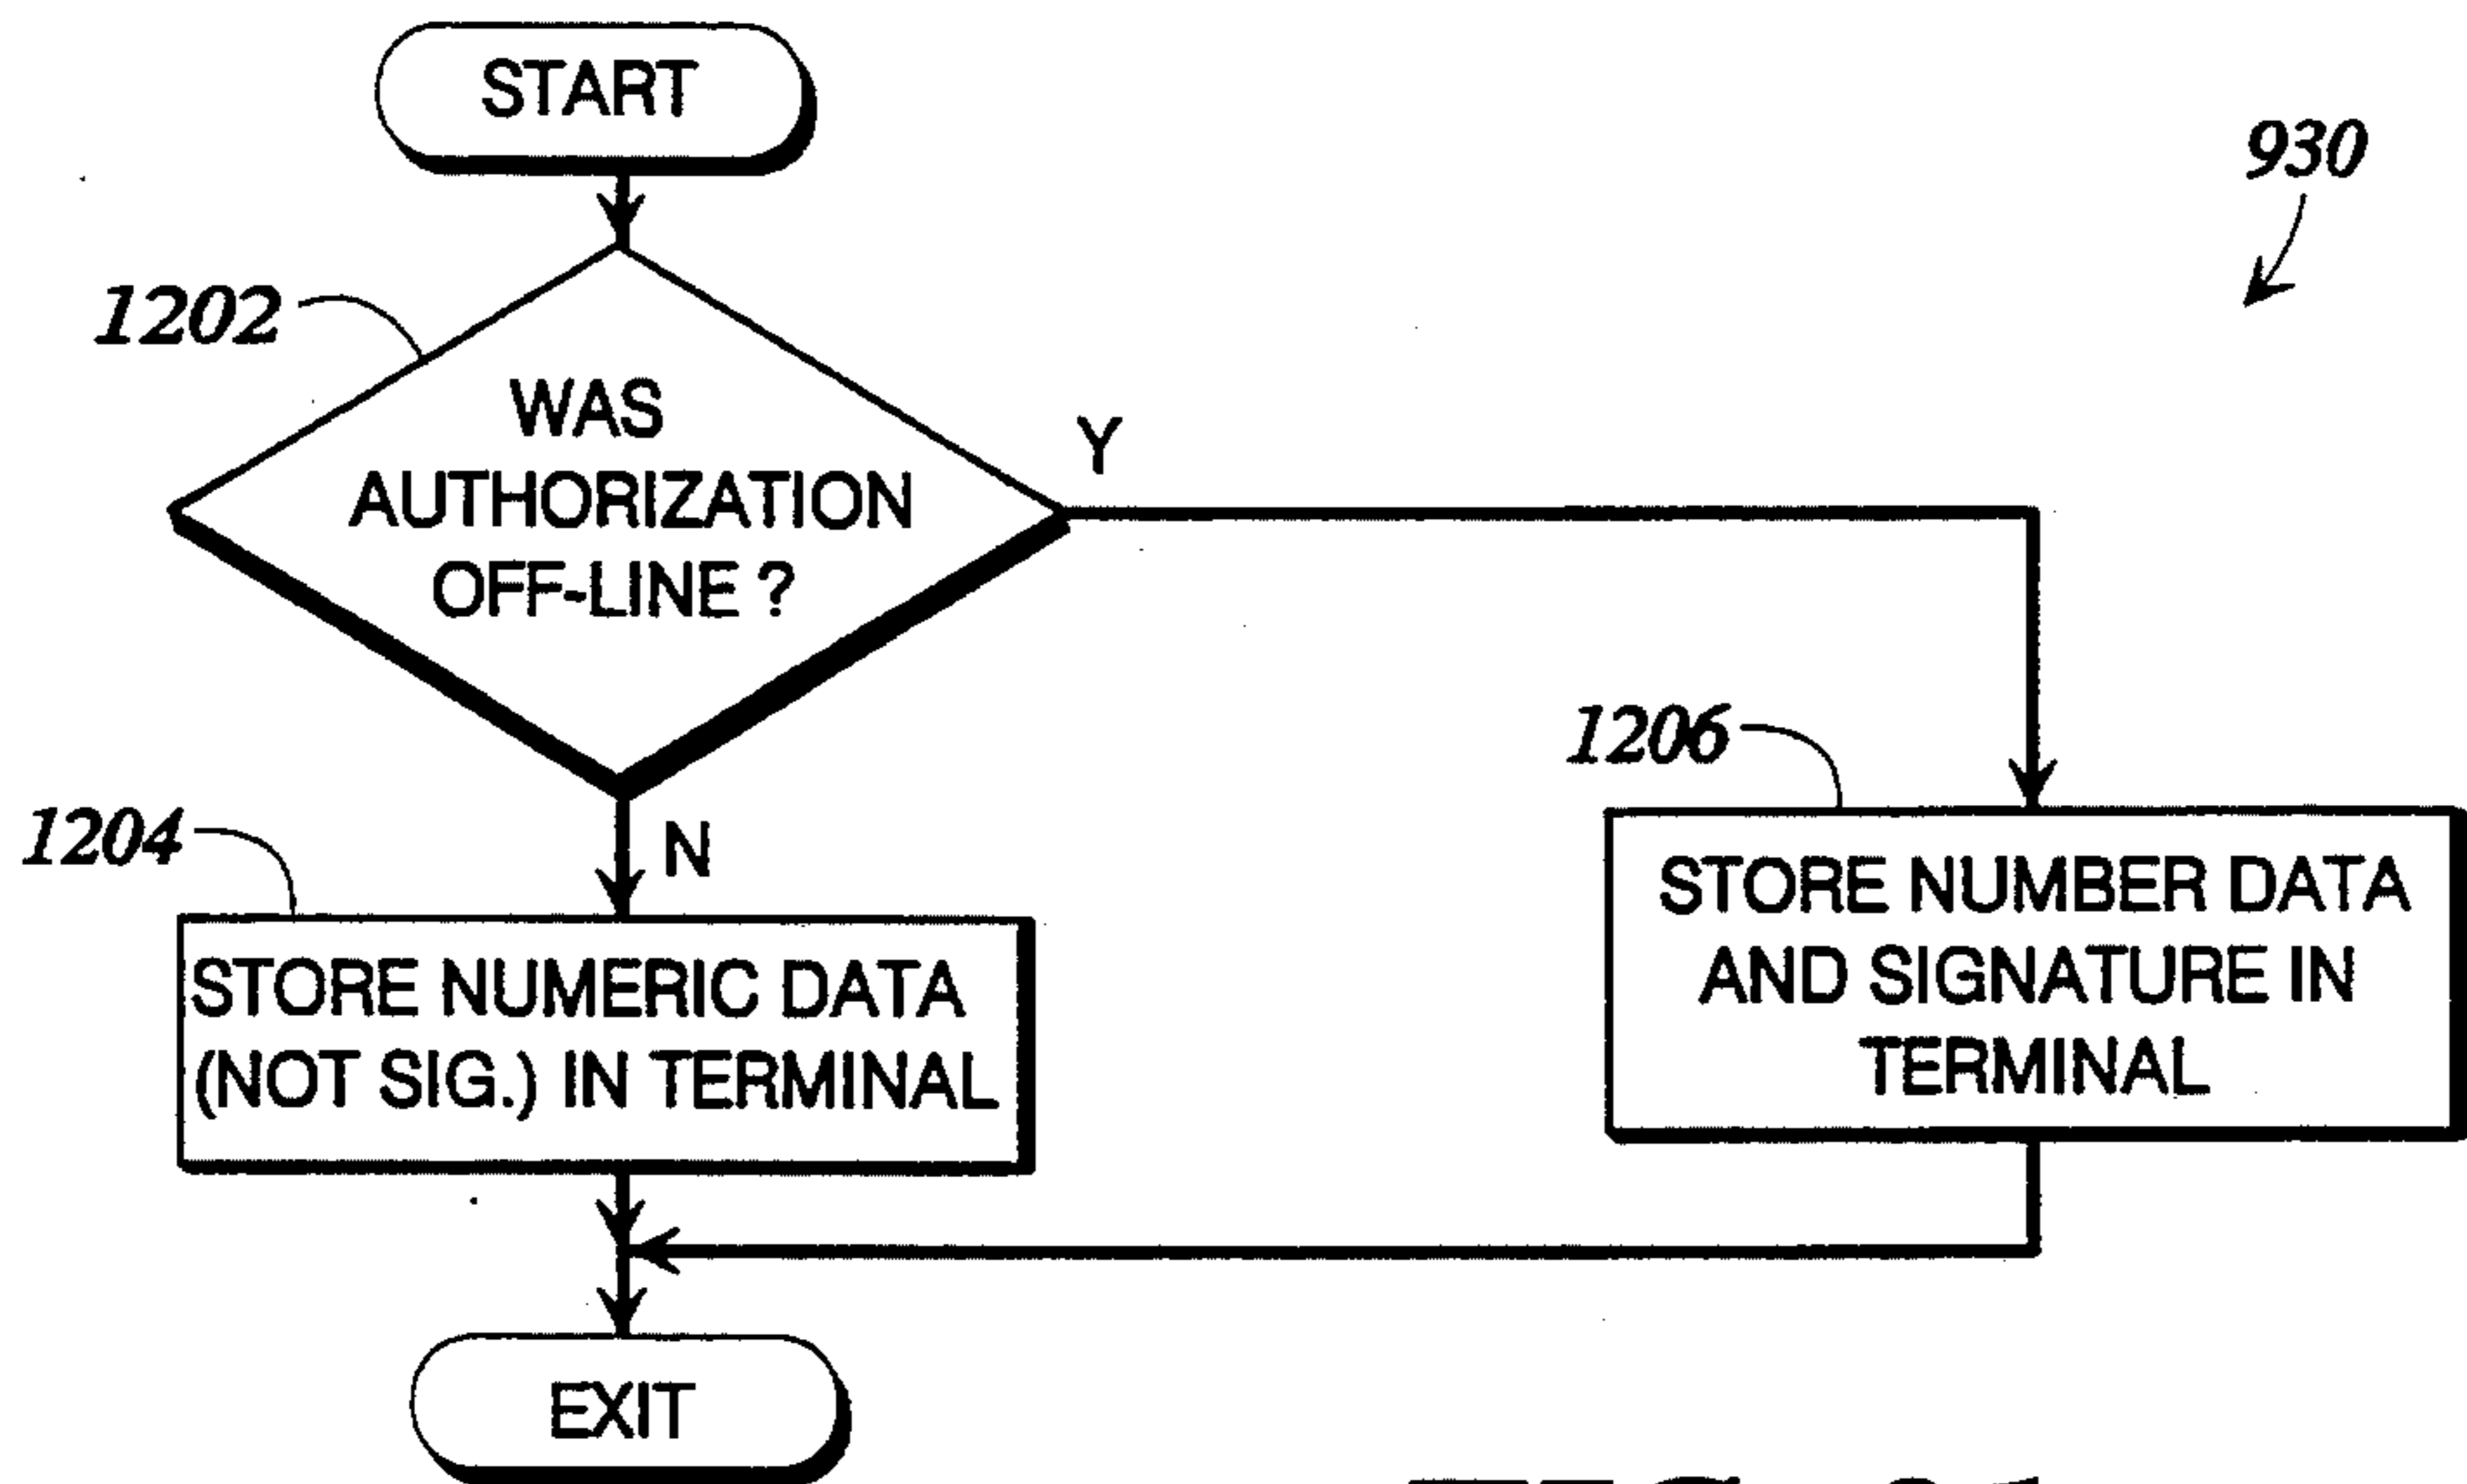 START
930
1202
WAS
AUTHORIZATION
OFF-LINE ?
Y
1206
1204
N
STORE NUMBER DATA
AND SIGNATURE IN
TERMINAL
STORE NUMERIC DATA
(NOT SIG.) IN TERMINAL
EXIT